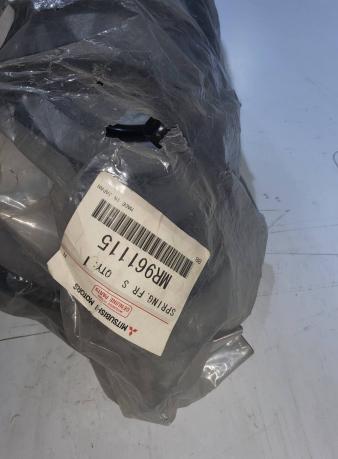 MITSUBISHI MOTORS
GENUINE PARTS
SPRING, FR S
MR961115
QTY: 1
MADE IN JAPAN